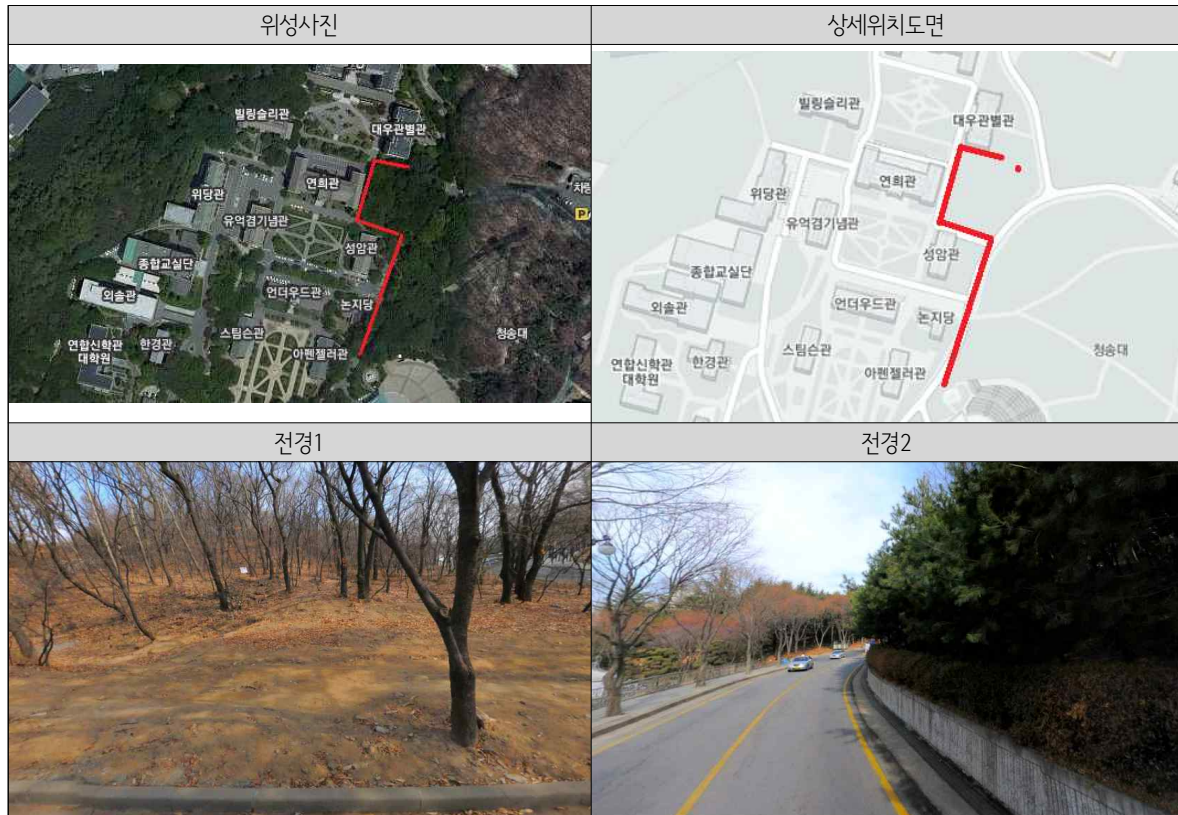 위성사진
상세위치도면
빌링슬리관
대우관별관
연희관
위당관
유억겸기념관
성암관
종합교실단
언더우드관
외솔관
논지당
스팀슨관
연합신학관
대학원
한경관
아펜젤러관
청송대
P
빌링슬리관
대우관별관
연희관
위당관
유억겸기념관
성암관
종합교실단
언더우드관
외솔관
논지당
스팀슨관
청송대
연합신학관
대학원
한경관
아펜젤러관
전경1
전경2